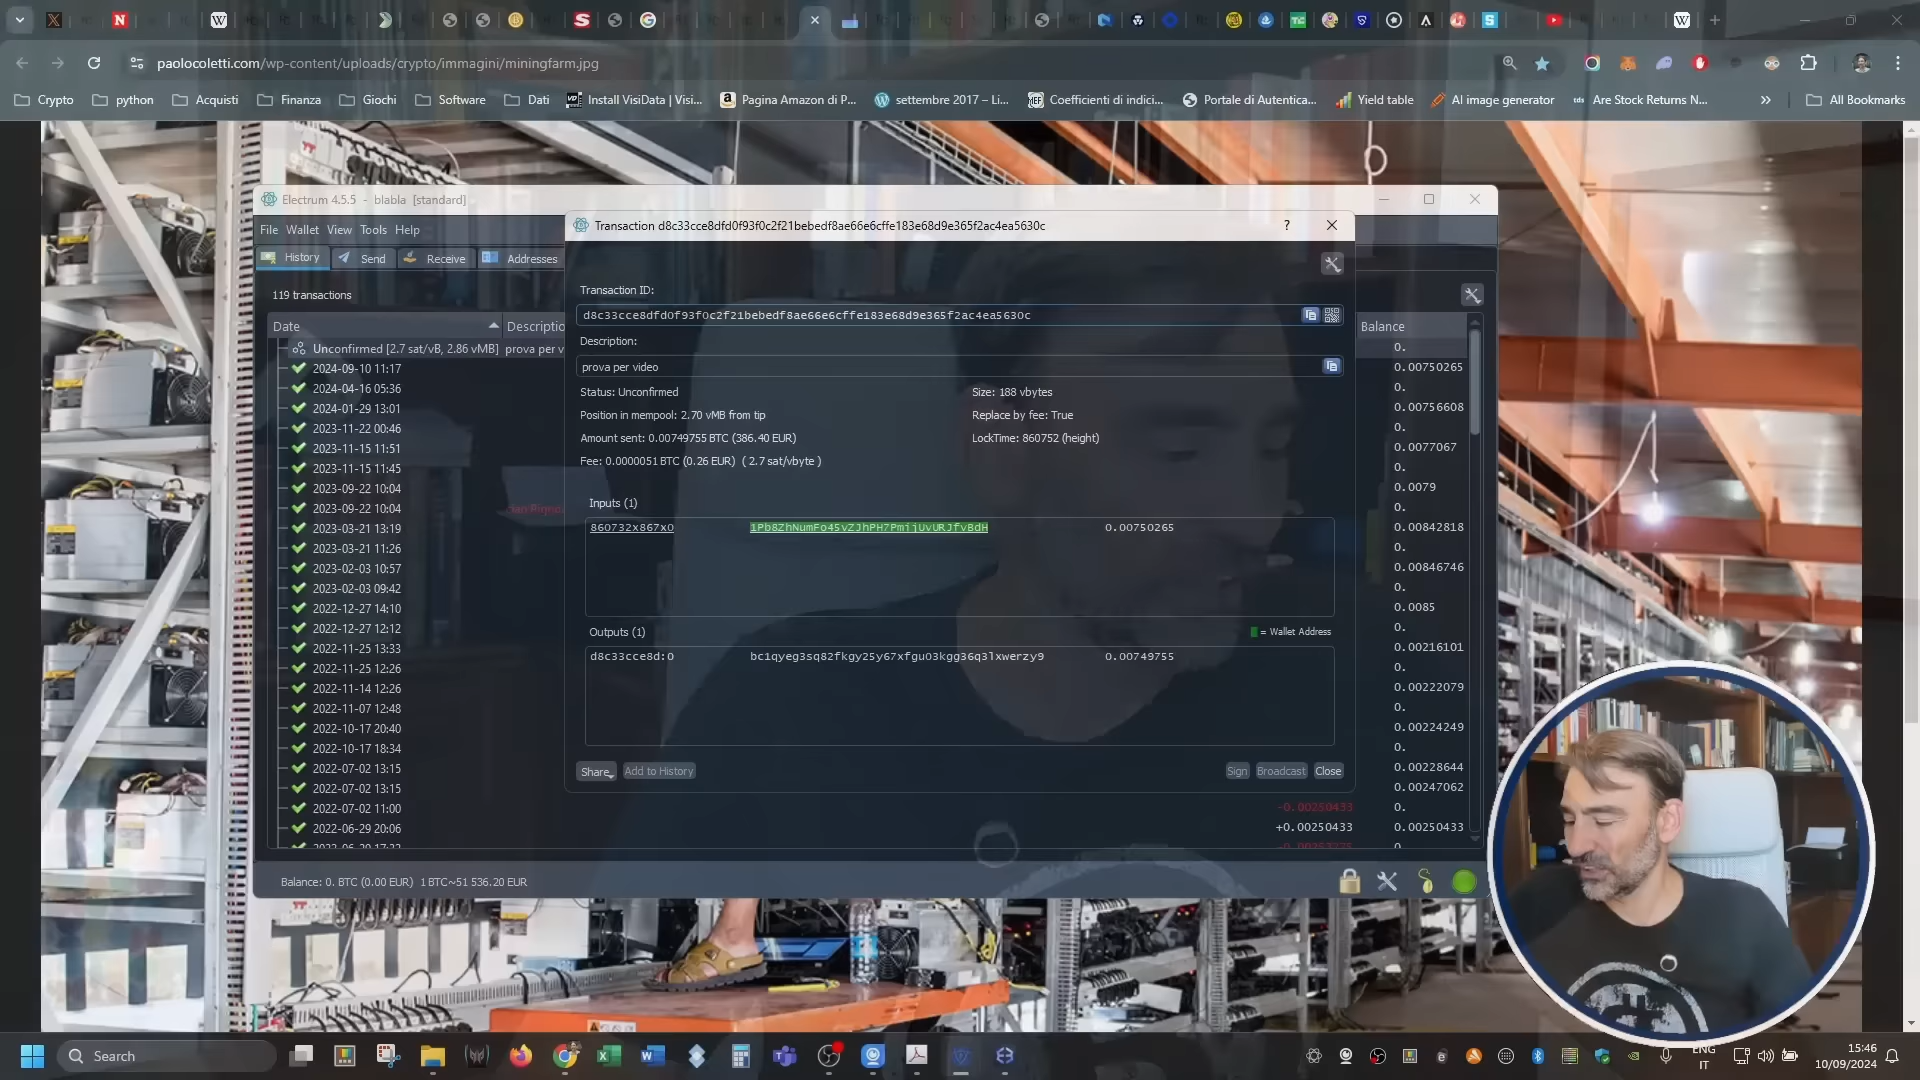 paolocoletti.com/wp-content/uploads/crypto/immagini/miningfarm.jpg
Crypto
python
Acquisti
Finanza
Giochi
Software
Dati
Install VisiData | Visi...
Pagina Amazon di P...
settembre 2017 – Li...
Coefficienti di indici...
Portale di Autentica...
Yield table
AI image generator
Are Stock Returns N...
All Bookmarks
Electrum 4.5.5 - blabla [standard]
File Wallet View Tools Help
History Send Receive Addresses
119 transactions
Date Descriptio Balance
Unconfirmed [2.7 sat/vB, 2.86 vMB] prova per v 0.
2024-09-10 11:17 0.00750265
2024-04-16 05:36 0.
2024-01-29 13:01 0.00756608
2023-11-22 00:46 0.
2023-11-15 11:51 0.0077067
2023-11-15 11:45 0.
2023-09-22 10:04 0.0079
2023-09-22 10:04 0.
2023-03-21 13:19 0.00842818
2023-03-21 11:26 0.
2023-02-03 10:57 0.00846746
2023-02-03 09:42 0.
2022-12-27 14:10 0.0085
2022-12-27 12:12 0.
2022-11-25 13:33 0.00216101
2022-11-25 12:26 0.
2022-11-14 12:26 0.00222079
2022-11-07 12:48 0.
2022-10-17 20:40 0.00224249
2022-10-17 18:34 0.
2022-07-02 13:15 0.00228644
2022-07-02 13:15 0.00247062
2022-07-02 11:00 -0.00250433 0.
2022-06-29 20:06 +0.00250433 0.00250433
Balance: 0. BTC (0.00 EUR) 1 BTC~51 536.20 EUR
Transaction d8c33cce8dfd0f93f0c2f21bebedf8ae66e6cffe183e68d9e365f2ac4ea5630c
Transaction ID:
d8c33cce8dfd0f93f0c2f21bebedf8ae66e6cffe183e68d9e365f2ac4ea5630c
Description:
prova per video
Status: Unconfirmed Size: 188 vbytes
Position in mempool: 2.70 vMB from tip Replace by fee: True
Amount sent: 0.00749755 BTC (386.40 EUR) LockTime: 860752 (height)
Fee: 0.0000051 BTC (0.26 EUR) ( 2.7 sat/vbyte )
Inputs (1)
860732x867x0 1Pb8ZhNumFo45vZJhPH7PmijUvURJfvBdH 0.00750265
Outputs (1) = Wallet Address
d8c33cce8d:0 bc1qyeg3sq82fkgy25y67xfgu03kgg36q3lxwerzy9 0.00749755
Share Add to History Sign Broadcast Close
Search
ENG
IT
15:46
10/09/2024